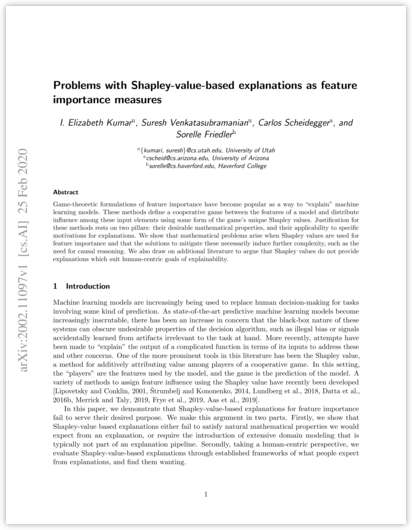 Problems with Shapley-value-based explanations as feature
importance measures
I. Elizabeth Kumar, Suresh Venkatasubramanian, Carlos Scheidegger, and
Sorelle Friedler
{kumari, suresh}@cs.utah.edu, University of Utah
cscheid@cs.arizona.edu, University of Arizona
sorelle@cs.haverford.edu, Haverford College
arXiv:2002.11097v1 [cs.AI] 25 Feb 2020
Abstract
Game-theoretic formulations of feature importance have become popular as a way to "explain" machine
learning models. These methods define a cooperative game between the features of a model and distribute
influence among these input elements using some form of the game's unique Shapley values. Justification for
these methods rests on two pillars: their desirable mathematical properties, and their applicability to specific
motivations for explanations. We show that mathematical problems arise when Shapley values are used for
feature importance and that the solutions to mitigate these necessarily induce further complexity, such as the
need for causal reasoning. We also draw on additional literature to argue that Shapley values do not provide
explanations which suit human-centric goals of explainability.
1 Introduction
Machine learning models are increasingly being used to replace human decision-making for tasks
involving some kind of prediction. As state-of-the-art predictive machine learning models become
increasingly inscrutable, there has been an increase in concern that the black-box nature of these
systems can obscure undesirable properties of the decision algorithm, such as illegal bias or signals
accidentally learned from artifacts irrelevant to the task at hand. More recently, attempts have
been made to "explain" the output of a complicated function in terms of its inputs to address these
and other concerns. One of the more prominent tools in this literature has been the Shapley value,
a method for additively attributing value among players of a cooperative game. In this setting,
the "players" are the features used by the model, and the game is the prediction of the model. A
variety of methods to assign feature influence using the Shapley value have recently been developed
[Lipovetsky and Conklin, 2001, Štrumbelj and Kononenko, 2014, Lundberg et al., 2018, Datta et al.,
2016b, Merrick and Taly, 2019, Frye et al., 2019, Aas et al., 2019].
In this paper, we demonstrate that Shapley-value-based explanations for feature importance
fail to serve their desired purpose. We make this argument in two parts. Firstly, we show that
Shapley-value based explanations either fail to satisfy natural mathematical properties we would
expect from an explanation, or require the introduction of extensive domain modeling that is
typically not part of an explanation pipeline. Secondly, taking a human-centric perspective, we
evaluate Shapley-value-based explanations through established frameworks of what people expect
from explanations, and find them wanting.
1